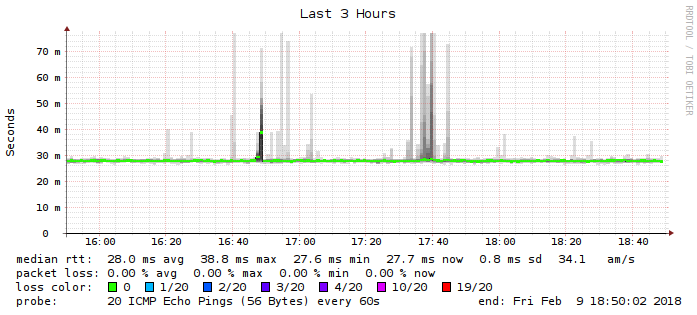 Last 3 Hours
RRDTOOL / TOBI OETIKER
Seconds
70 m
60 m
50 m
40 m
30 m
20 m
10 m
0
16:00 16:20 16:40 17:00 17:20 17:40 18:00 18:20 18:40
median rtt: 28.0 ms avg 38.8 ms max 27.6 ms min 27.7 ms now 0.8 ms sd 34.1 am/s
packet loss: 0.00 % avg 0.00 % max 0.00 % min 0.00 % now
loss color: 0 1/20 2/20 3/20 4/20 10/20 19/20
probe: 20 ICMP Echo Pings (56 Bytes) every 60s end: Fri Feb 9 18:50:02 2018